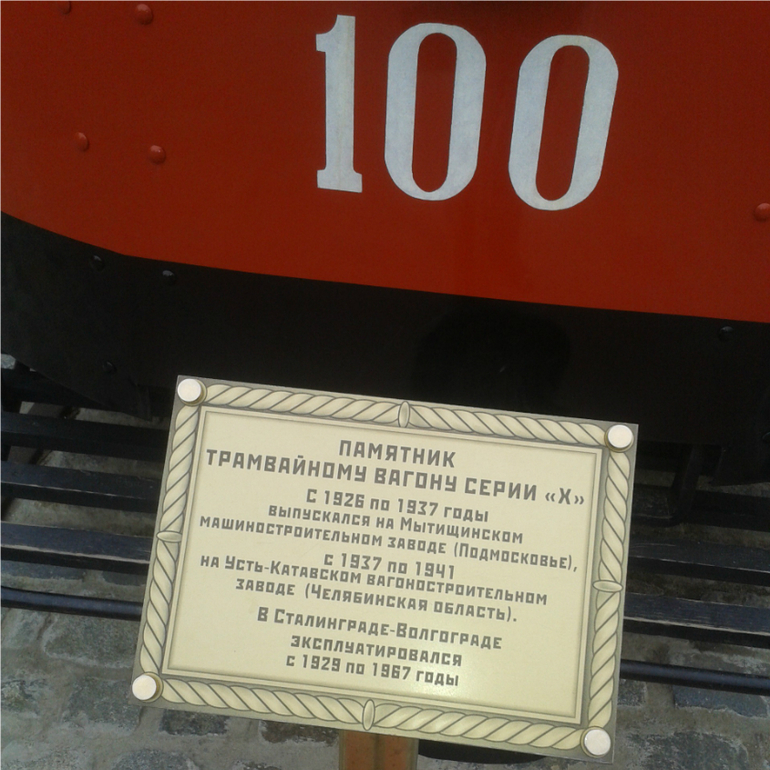 100
ПАМЯТНИК
ТРАМВАЙНОМУ ВАГОНУ СЕРИИ «Х»
С 1926 по 1937 годы
выпускался на Мытищинском
машиностроительном заводе (Подмосковье),
с 1937 по 1941
на Усть-Катавском вагоностроительном
заводе (Челябинская область).
В Сталинграде-Волгограде
эксплуатировался
с 1929 по 1967 годы